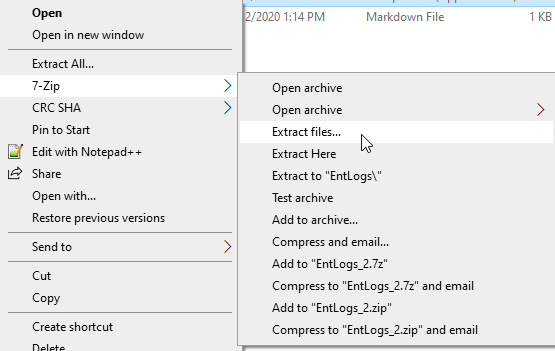 Open
2/2020 1:14 PM Markdown File 1 KB
Open in new window
Extract All...
7-Zip
CRC SHA
Pin to Start
Edit with Notepad++
Share
Open with...
Restore previous versions
Send to
Cut
Copy
Create shortcut
Delete
Open archive
Open archive
Extract files...
Extract Here
Extract to "EntLogs\"
Test archive
Add to archive...
Compress and email...
Add to "EntLogs_2.7z"
Compress to "EntLogs_2.7z" and email
Add to "EntLogs_2.zip"
Compress to "EntLogs_2.zip" and email